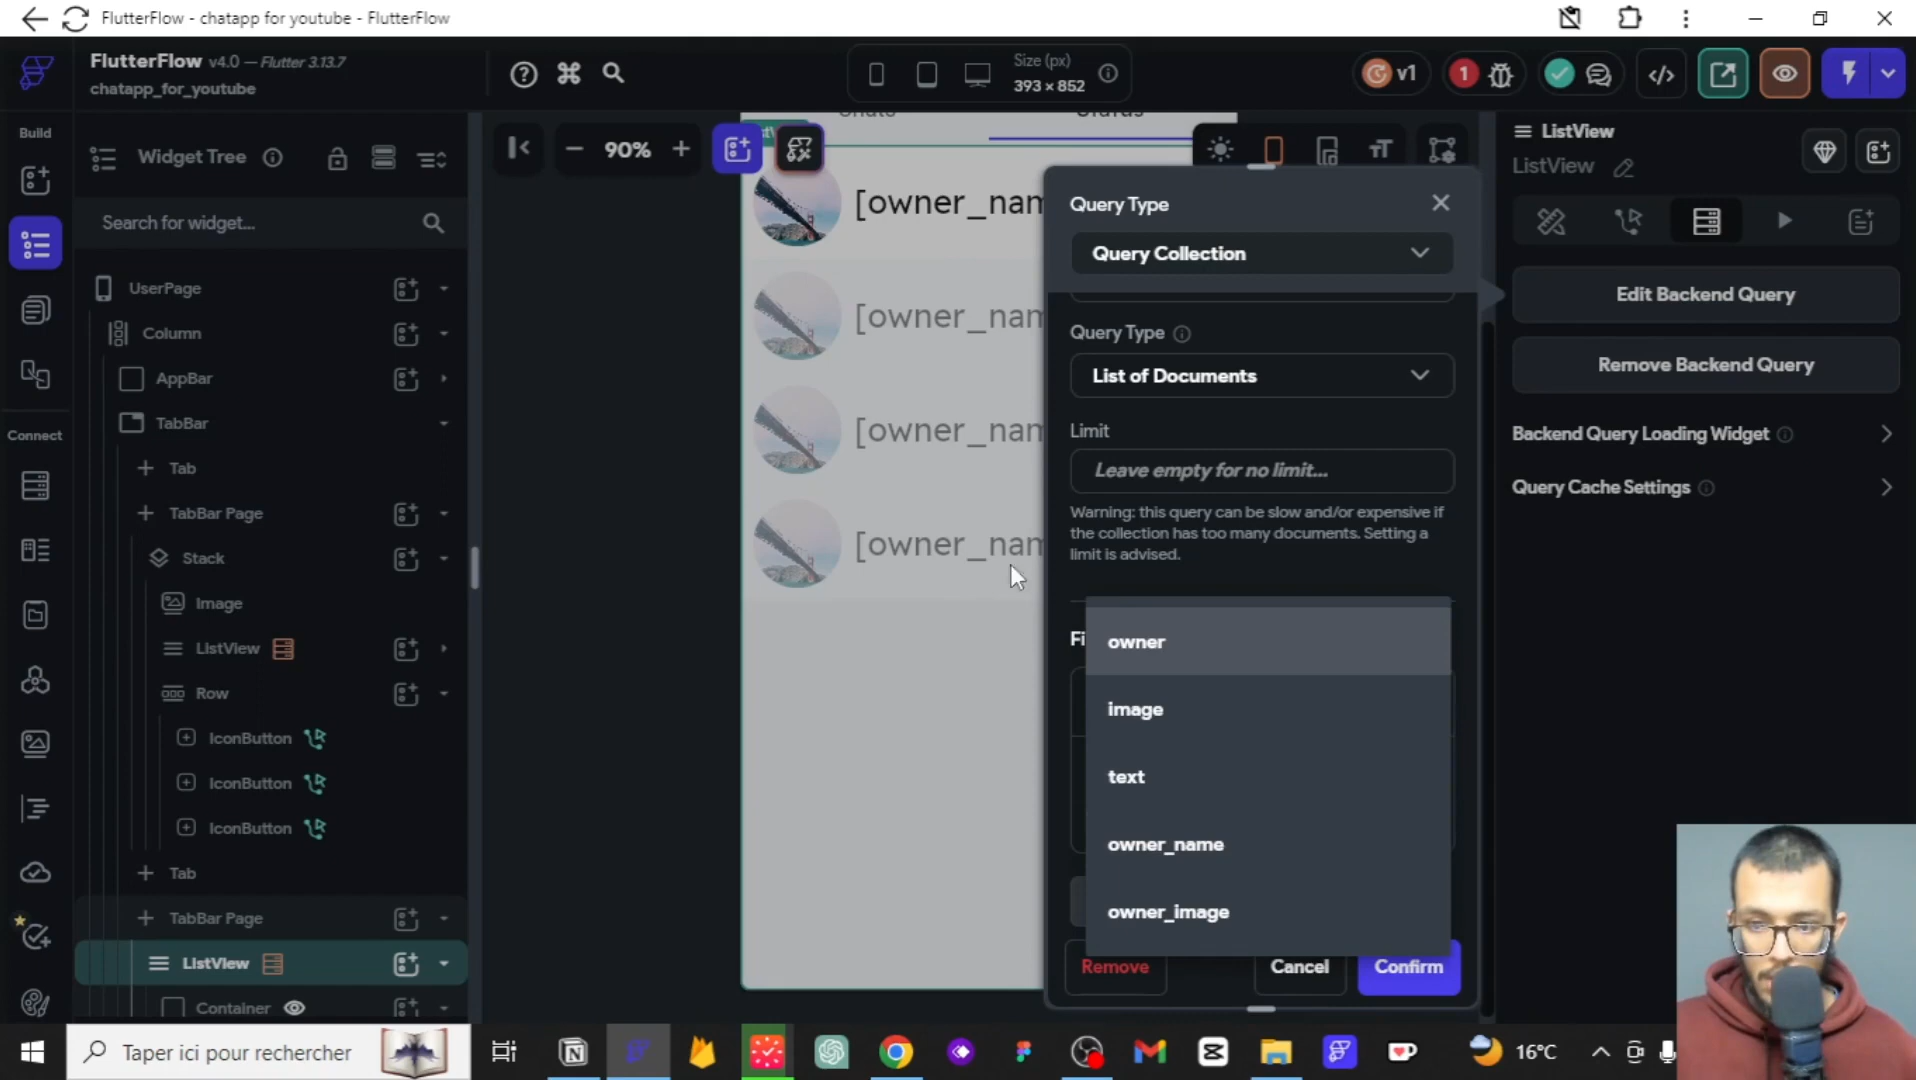 FlutterFlow - chatapp for youtube - FlutterFlow
FlutterFlow v4.0 — Flutter 3.13.7
chatapp_for_youtube
Size (px)
393 × 852
v1
1
Build
Widget Tree
90%
Search for widget...
UserPage
Column
AppBar
TabBar
Tab
TabBar Page
Stack
Image
ListView
Row
IconButton
IconButton
IconButton
Tab
TabBar Page
ListView
Container
Connect
Chats
Status
[owner_nam
[owner_nam
[owner_nam
[owner_nam
Query Type
Query Collection
Query Type
List of Documents
Limit
Leave empty for no limit...
Warning: this query can be slow and/or expensive if
the collection has too many documents. Setting a
limit is advised.
Fi
owner
image
text
owner_name
owner_image
Remove
Cancel
Confirm
ListView
ListView
Edit Backend Query
Remove Backend Query
Backend Query Loading Widget
Query Cache Settings
Taper ici pour rechercher
16°C